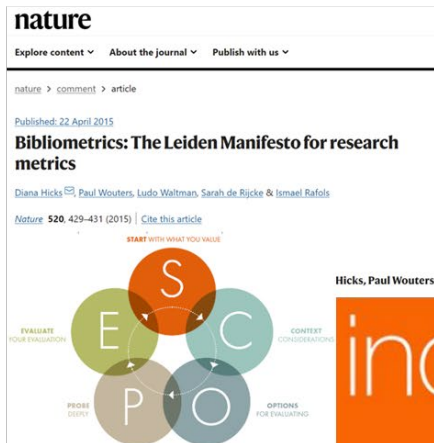 nature
Explore content About the journal Publish with us
nature > comment > article
Published: 22 April 2015
Bibliometrics: The Leiden Manifesto for research
metrics
Diana Hicks, Paul Wouters, Ludo Waltman, Sarah de Rijcke & Ismael Rafols
Nature 520, 429–431 (2015) | Cite this article
START WITH WHAT YOU VALUE
S
Hicks, Paul Wouters
EVALUATE
YOUR EVALUATION
E
C
CONTEXT
CONSIDERATIONS
inc
PROBE
DEEPLY
P
O
OPTIONS
FOR EVALUATING